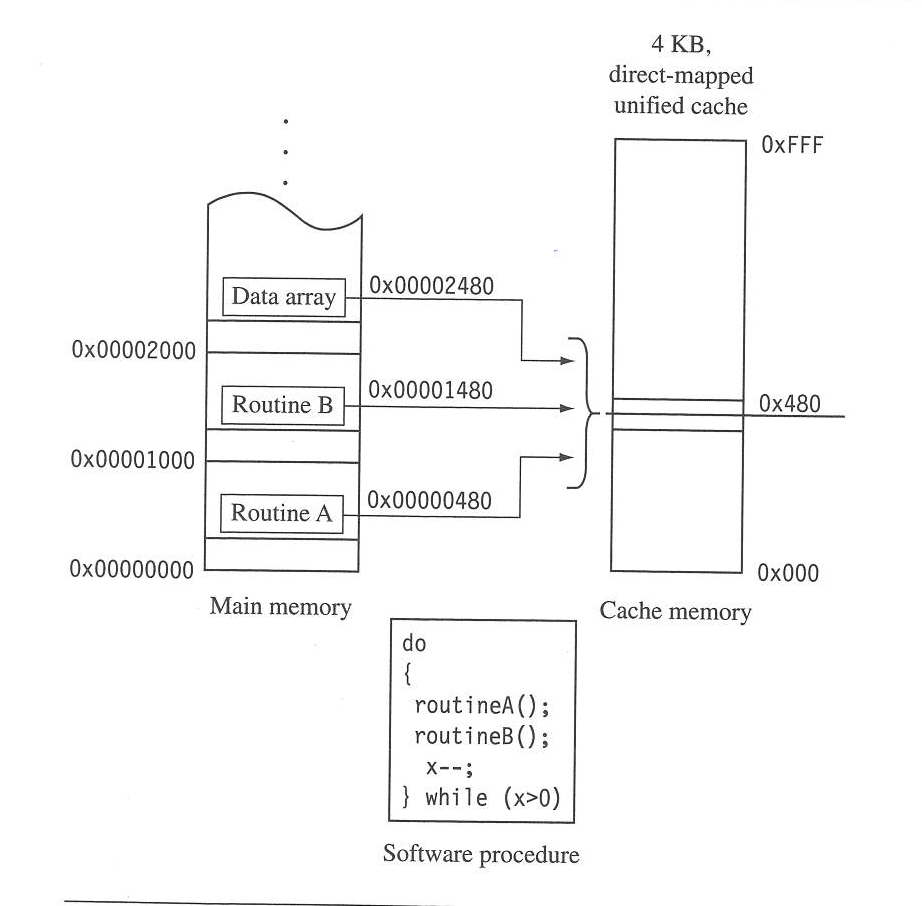 4 KB,
direct-mapped
unified cache
0xFFF
Data array
0x00002480
0x00002000
Routine B
0x00001480
0x480
0x00001000
Routine A
0x00000480
0x00000000
0x000
Main memory
Cache memory
do
{
routineA();
routineB();
x--;
} while (x>0)
Software procedure